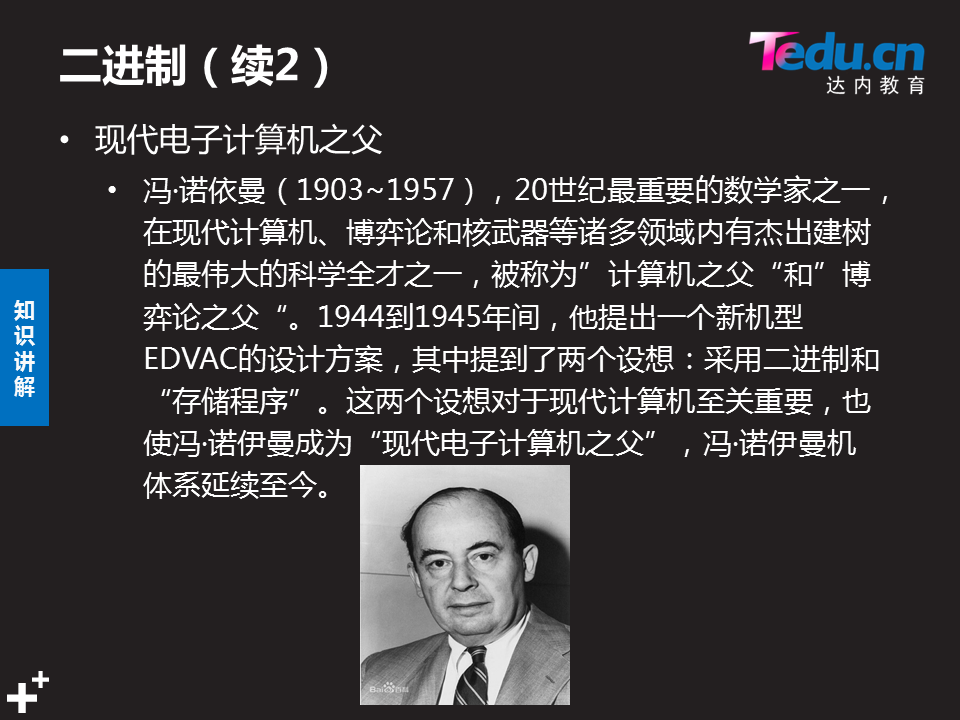 二进制（续2）
Tedu.cn
达内教育
• 现代电子计算机之父
• 冯·诺依曼（1903~1957），20世纪最重要的数学家之一，
在现代计算机、博弈论和核武器等诸多领域内有杰出建树
的最伟大的科学全才之一，被称为”计算机之父“和”博
弈论之父“。1944到1945年间，他提出一个新机型
EDVAC的设计方案，其中提到了两个设想：采用二进制和
“存储程序”。这两个设想对于现代计算机至关重要，也
使冯·诺伊曼成为“现代电子计算机之父”，冯·诺伊曼机
体系延续至今。
知
识
讲
解
Bai百科